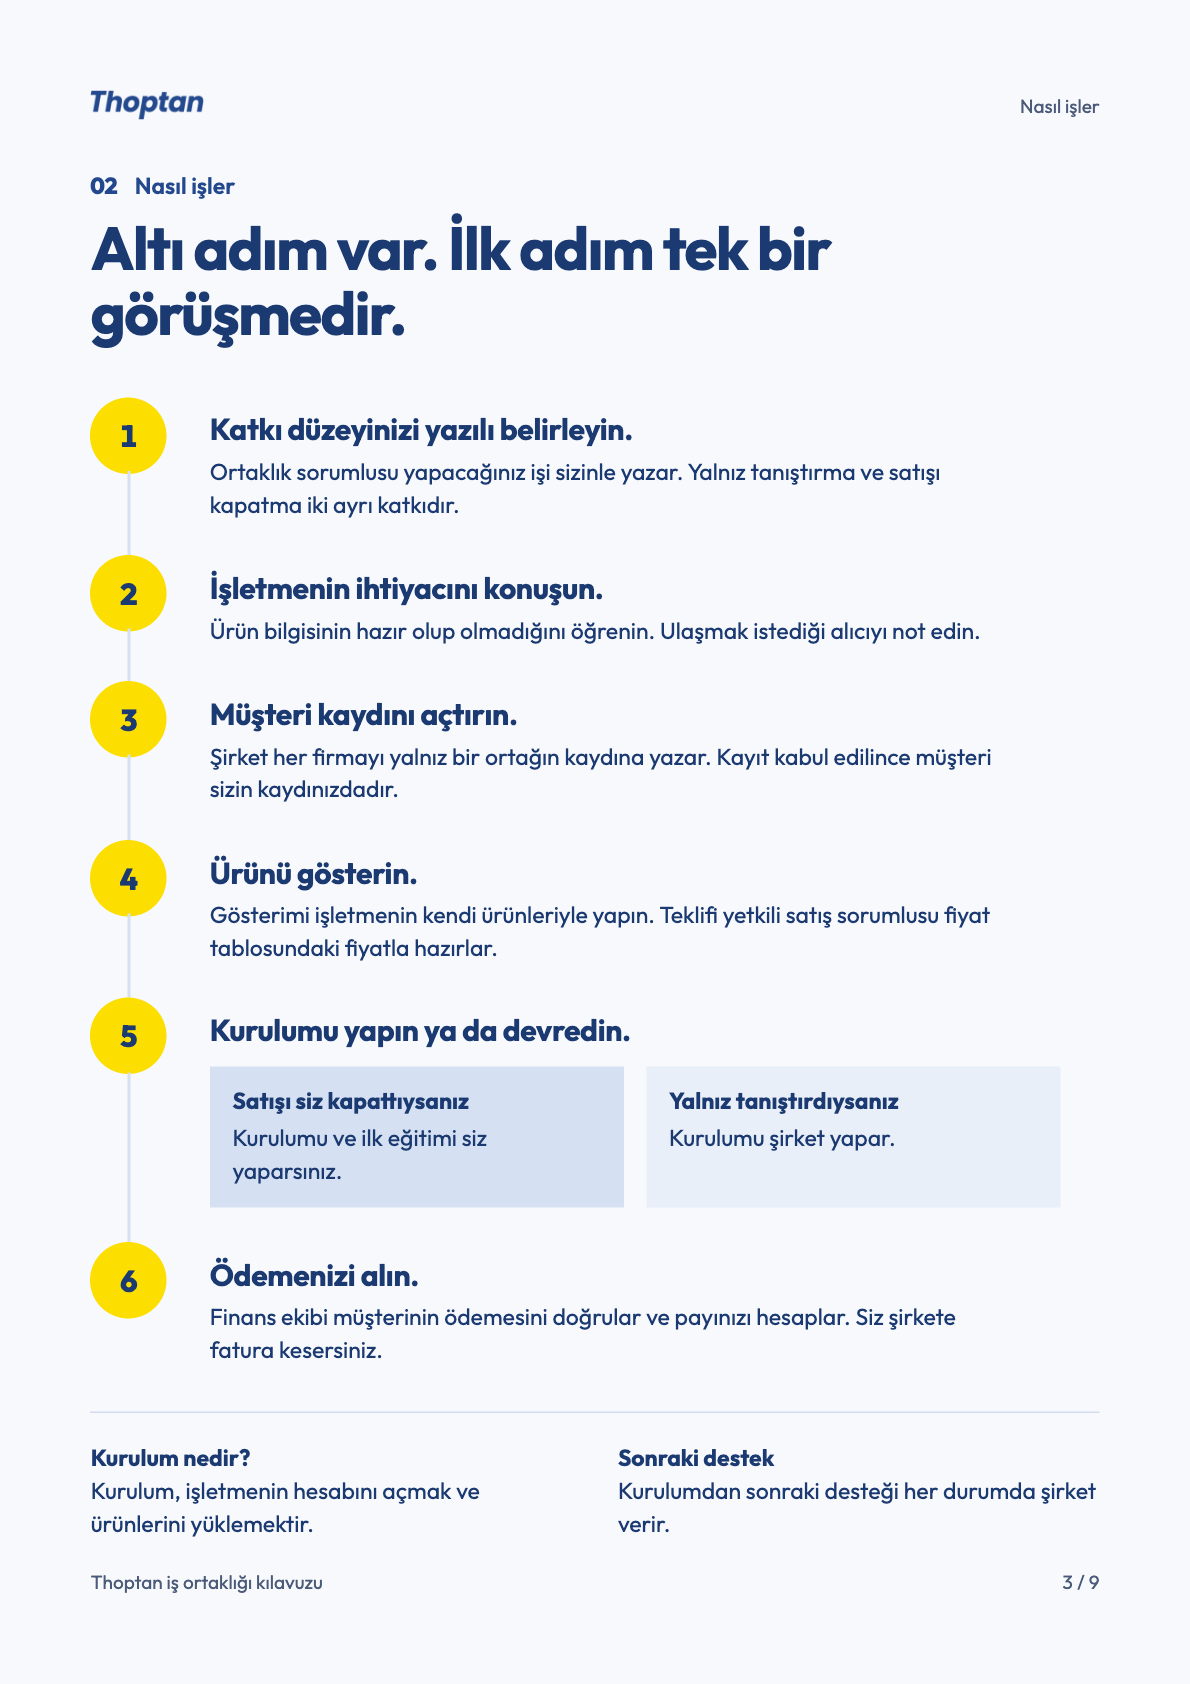 Thoptan
Nasıl işler
02 Nasıl işler
Altı adım var. İlk adım tek bir
görüşmedir.
1
Katkı düzeyinizi yazılı belirleyin.
Ortaklık sorumlusu yapacağınız işi sizinle yazar. Yalnız tanıştırma ve satışı
kapatma iki ayrı katkıdır.
2
İşletmenin ihtiyacını konuşun.
Ürün bilgisinin hazır olup olmadığını öğrenin. Ulaşmak istediği alıcıyı not edin.
3
Müşteri kaydını açtırın.
Şirket her firmayı yalnız bir ortağın kaydına yazar. Kayıt kabul edilince müşteri
sizin kaydınızdadır.
4
Ürünü gösterin.
Gösterimi işletmenin kendi ürünleriyle yapın. Teklifi yetkili satış sorumlusu fiyat
tablosundaki fiyatla hazırlar.
5
Kurulumu yapın ya da devredin.
Satışı siz kapattıysanız
Kurulumu ve ilk eğitimi siz
yaparsınız.
Yalnız tanıştırdıysanız
Kurulumu şirket yapar.
6
Ödemenizi alın.
Finans ekibi müşterinin ödemesini doğrular ve payınızı hesaplar. Siz şirkete
fatura kesersiniz.
Kurulum nedir?
Kurulum, işletmenin hesabını açmak ve
ürünlerini yüklemektir.
Sonraki destek
Kurulumdan sonraki desteği her durumda şirket
verir.
Thoptan iş ortaklığı kılavuzu
3 / 9